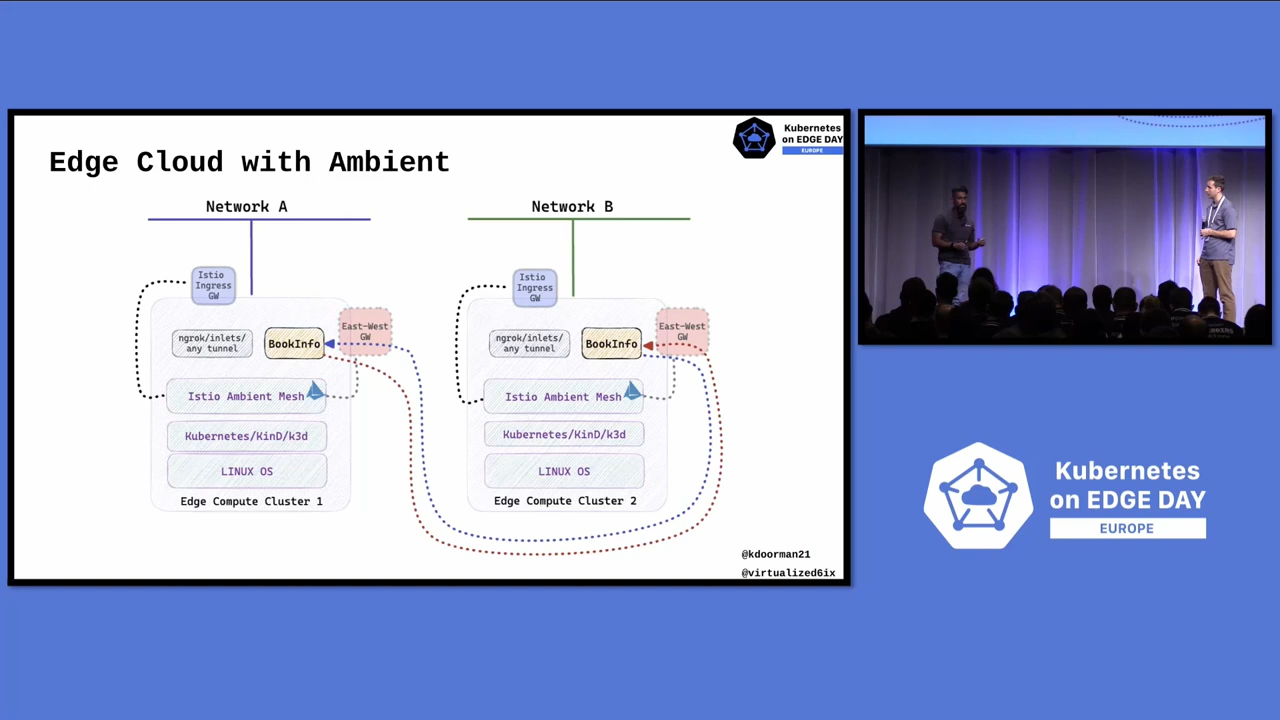 Kubernetes
on EDGE DAY
EUROPE
Edge Cloud with Ambient
Network A
Network B
Istio
Ingress
GW
Istio
Ingress
GW
ngrok/inlets/
any tunnel
BookInfo
East-West
GW
ngrok/inlets/
any tunnel
BookInfo
East-West
GW
Istio Ambient Mesh
Istio Ambient Mesh
Kubernetes/KinD/k3d
Kubernetes/KinD/k3d
LINUX OS
LINUX OS
Edge Compute Cluster 1
Edge Compute Cluster 2
@kdoorman21
@virtualized6ix
Kubernetes
on EDGE DAY
EUROPE